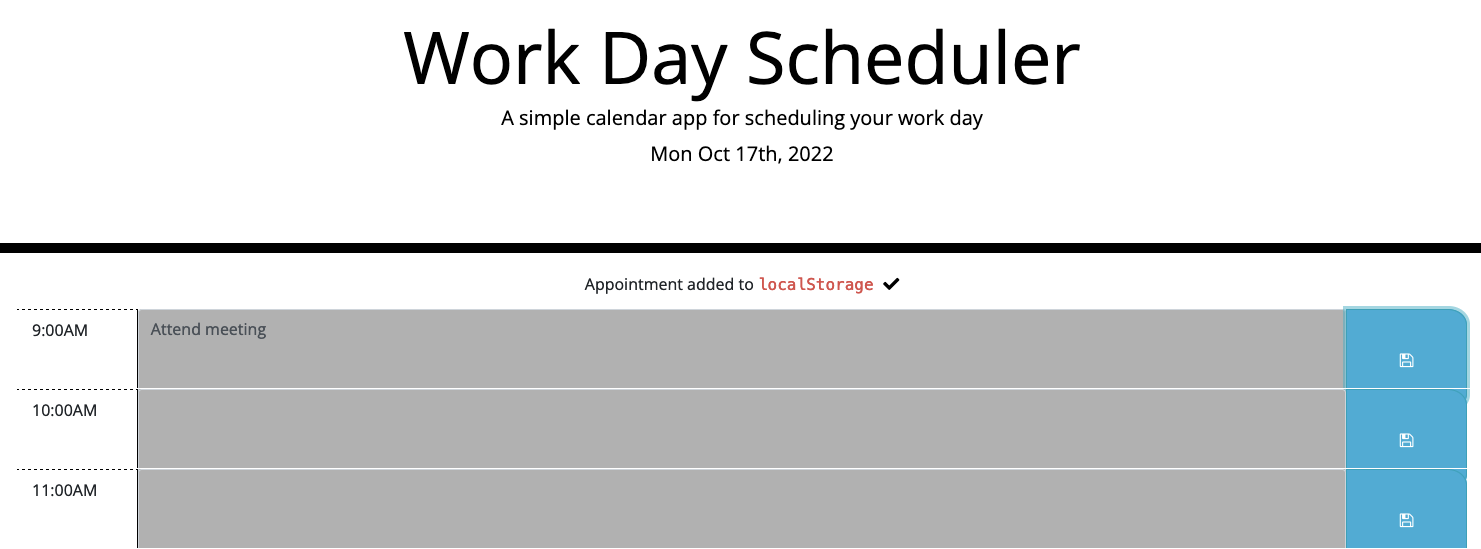 Work Day Scheduler
A simple calendar app for scheduling your work day
Mon Oct 17th, 2022
Appointment added to localStorage ✔
9:00AM Attend meeting
10:00AM
11:00AM